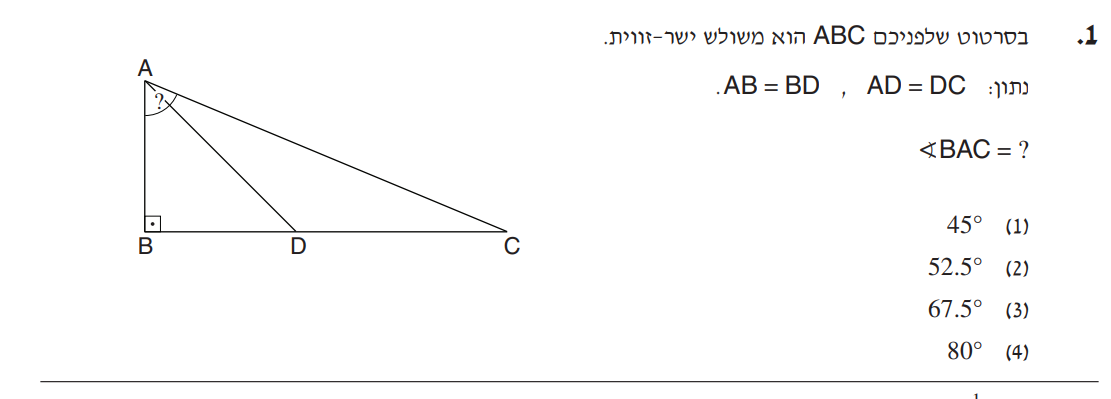 1. בסרטוט שלפניכם ABC הוא משולש ישר-זווית.
נתון: AD = DC , AB = BD.
∢BAC = ?
(1) 45°
(2) 52.5°
(3) 67.5°
(4) 80°
A
?
B
D
C